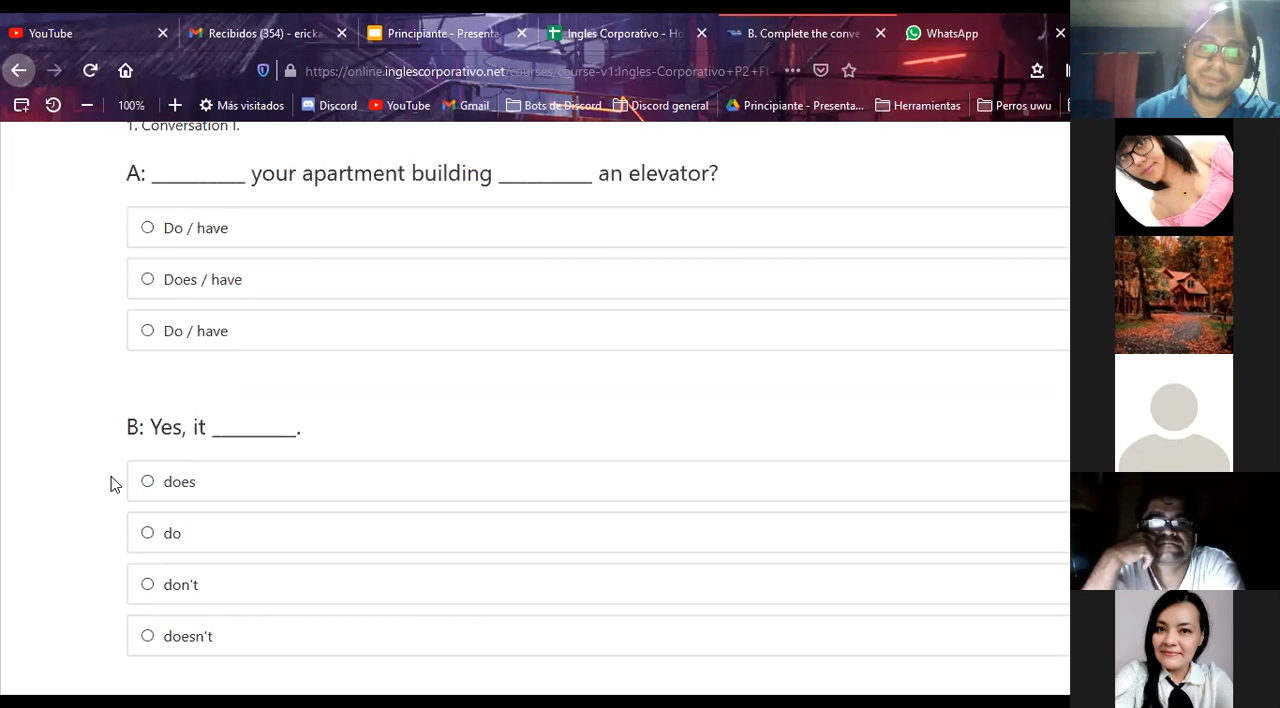 YouTube
Recibidos (354) - ericka
Principiante - Presenta
Ingles Corporativo - Ho
B. Complete the conve
WhatsApp
https://online.inglescorporativo.net/courses/course-v1:Ingles-Corporativo+P2+FI
100%
Más visitados
Discord
YouTube
Gmail
Bots de Discord
Discord general
Principiante - Presenta...
Herramientas
Perros uwu
1. Conversation I.
A: __________ your apartment building __________ an elevator?
Do / have
Does / have
Do / have
B: Yes, it _________.
does
do
don't
doesn't